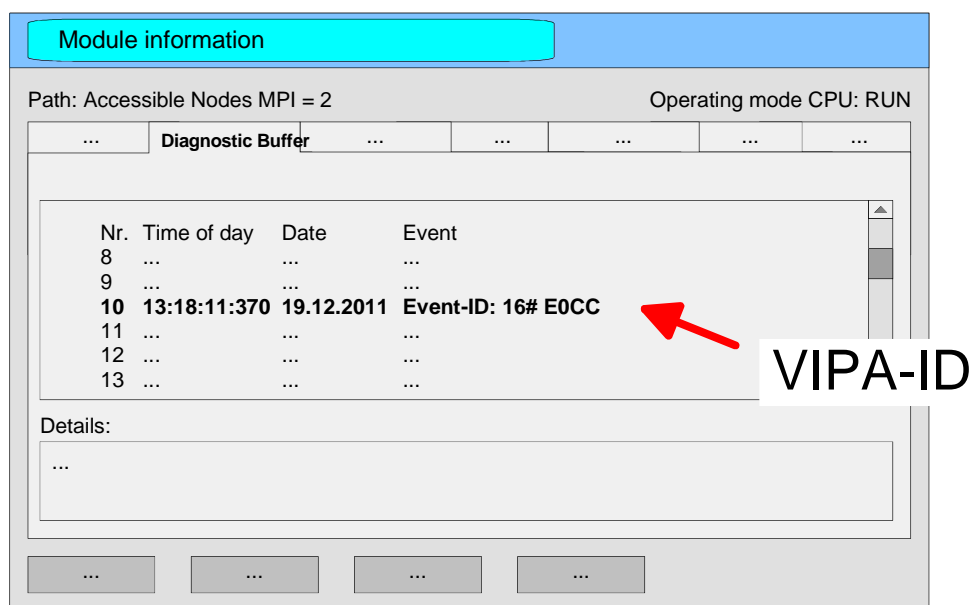 Module information
Path: Accessible Nodes MPI = 2 Operating mode CPU: RUN
... Diagnostic Buffer ... ... ... ... ...
Nr. Time of day Date Event
8 ... ... ...
9 ... ... ...
10 13:18:11:370 19.12.2011 Event-ID: 16# E0CC
11 ... ... ...
12 ... ... ...
13 ... ... ...
VIPA-ID
Details:
...
... ... ... ...